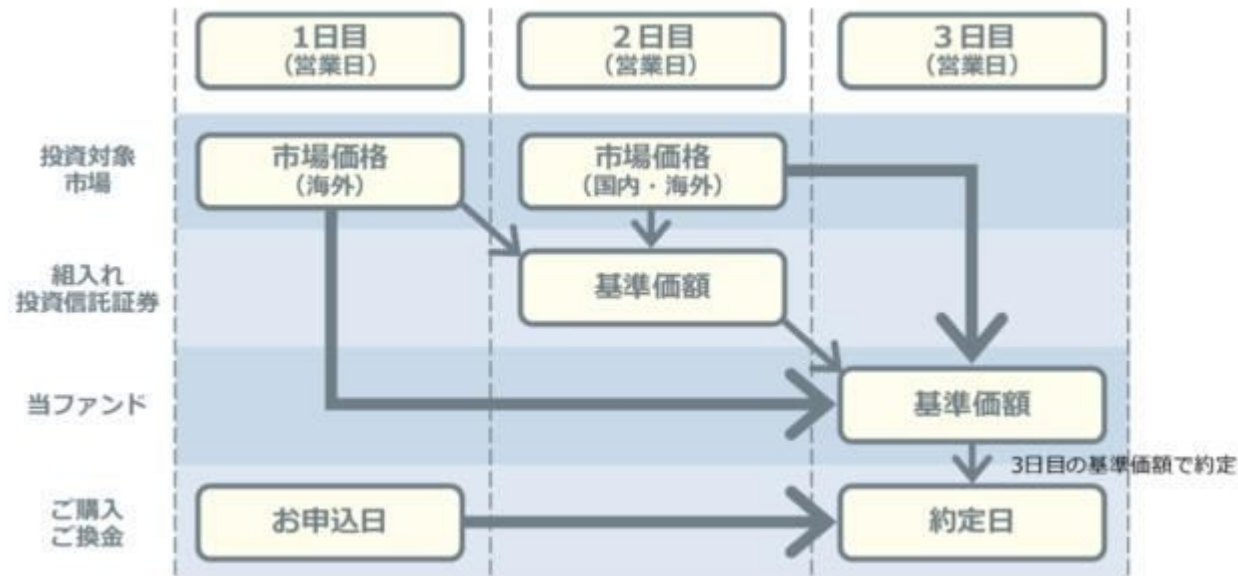 1日目
(営業日)
2日目
(営業日)
3日目
(営業日)
投資対象
市場
市場価格
(海外)
市場価格
(国内・海外)
組入れ
投資信託証券
基準価額
当ファンド
基準価額
3日目の基準価額で約定
ご購入
ご換金
お申込日
約定日